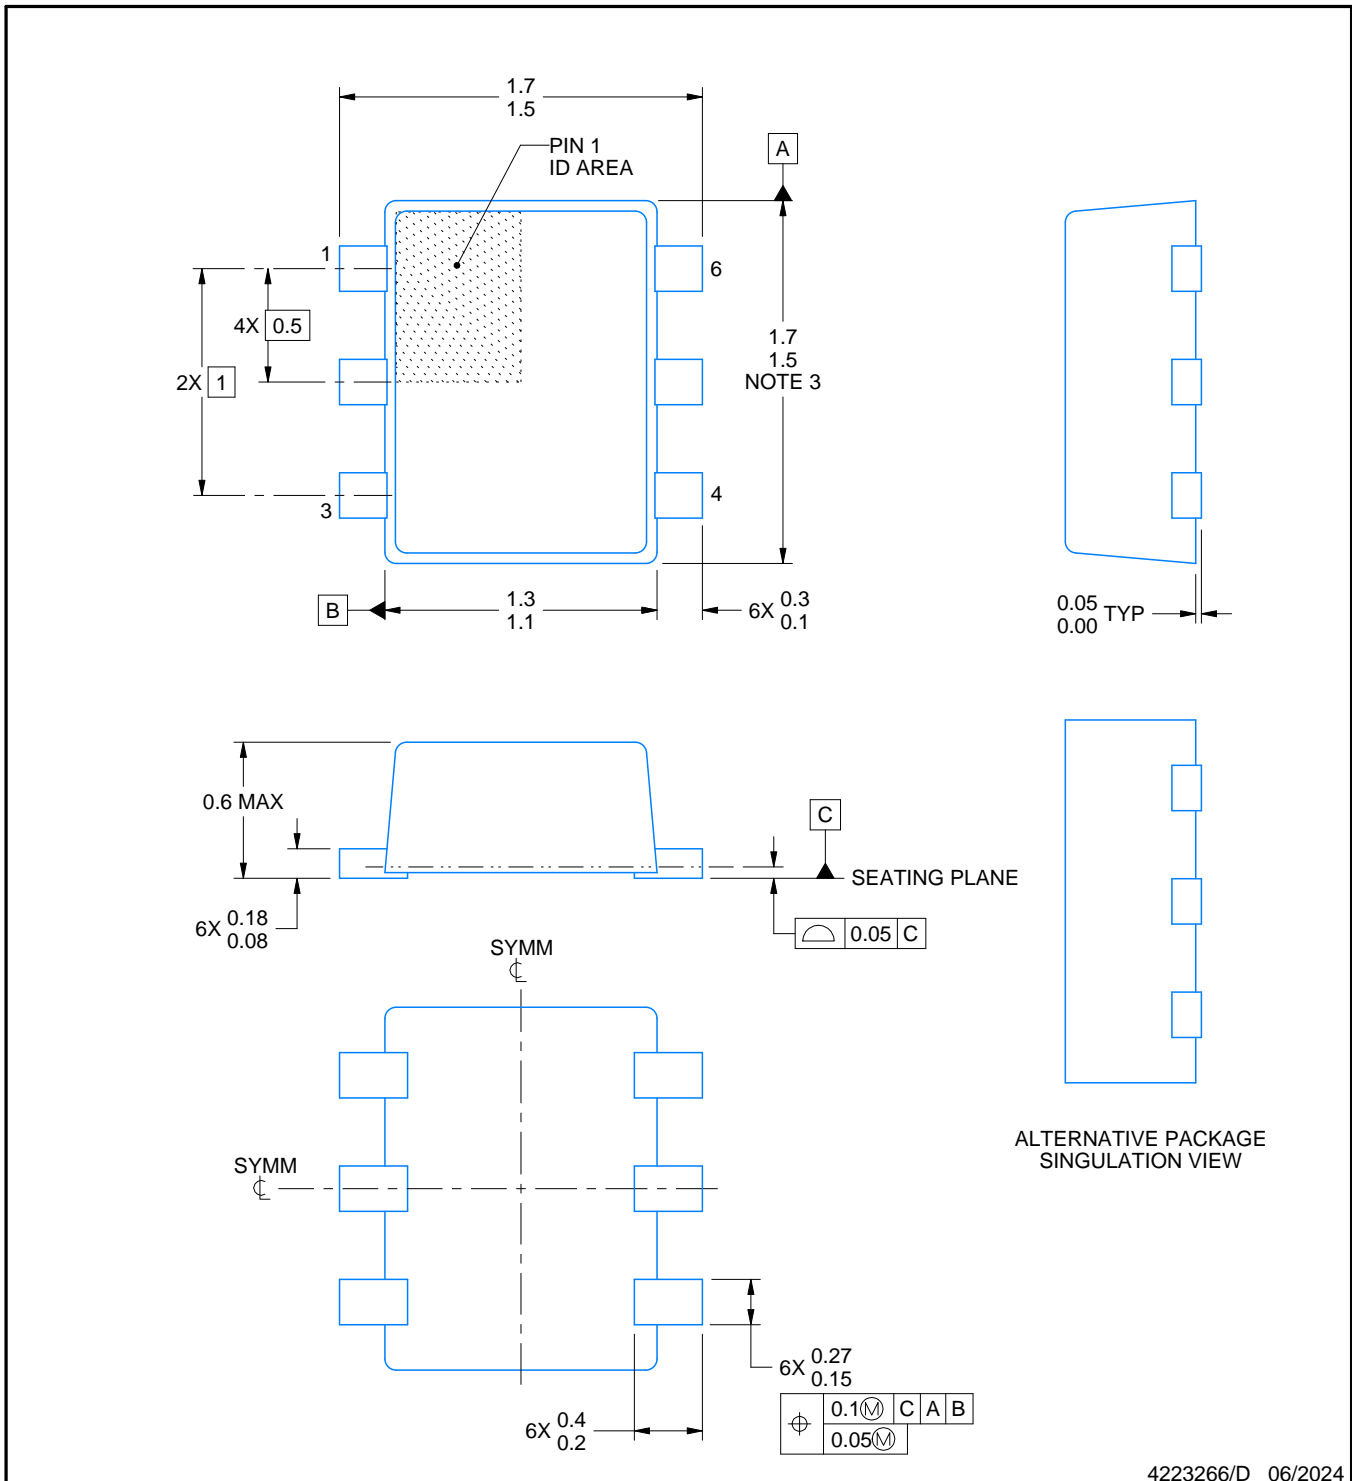 1.7
1.5
PIN 1
ID AREA
A
1
6
4X 0.5
2X 1
1.7
1.5
NOTE 3
3
4
B
1.3
1.1
6X 0.3
0.1
0.05
0.00 TYP
0.6 MAX
C
SEATING PLANE
6X 0.18
0.08
0.05 C
SYMM
SYMM
ALTERNATIVE PACKAGE
SINGULATION VIEW
6X 0.27
0.15
0.1Ⓜ C A B
0.05Ⓜ
6X 0.4
0.2
4223266/D 06/2024